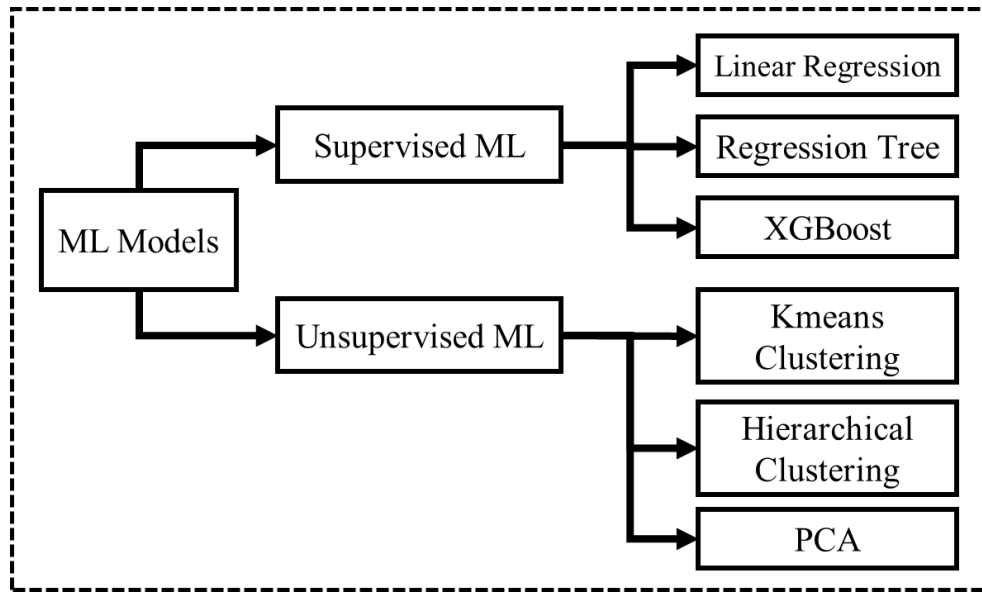 ML Models
Supervised ML
Linear Regression
Regression Tree
XGBoost
Unsupervised ML
Kmeans
Clustering
Hierarchical
Clustering
PCA